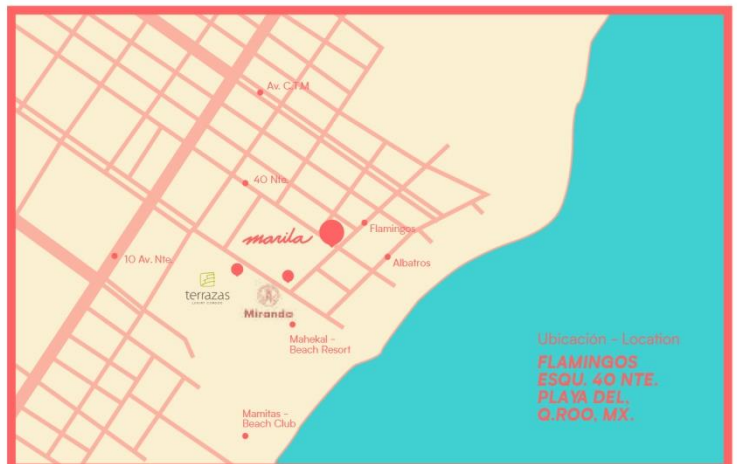 Av. C.T.M
40 Nte.
marila
Flamingos
Albatros
10 Av. Nte.
terrazas
Miranda
Mahekal -
Beach Resort
Mamitas -
Beach Club
Ubicación - Location
FLAMINGOS
ESQU. 40 NTE.
PLAYA DEL,
Q.ROO, MX.